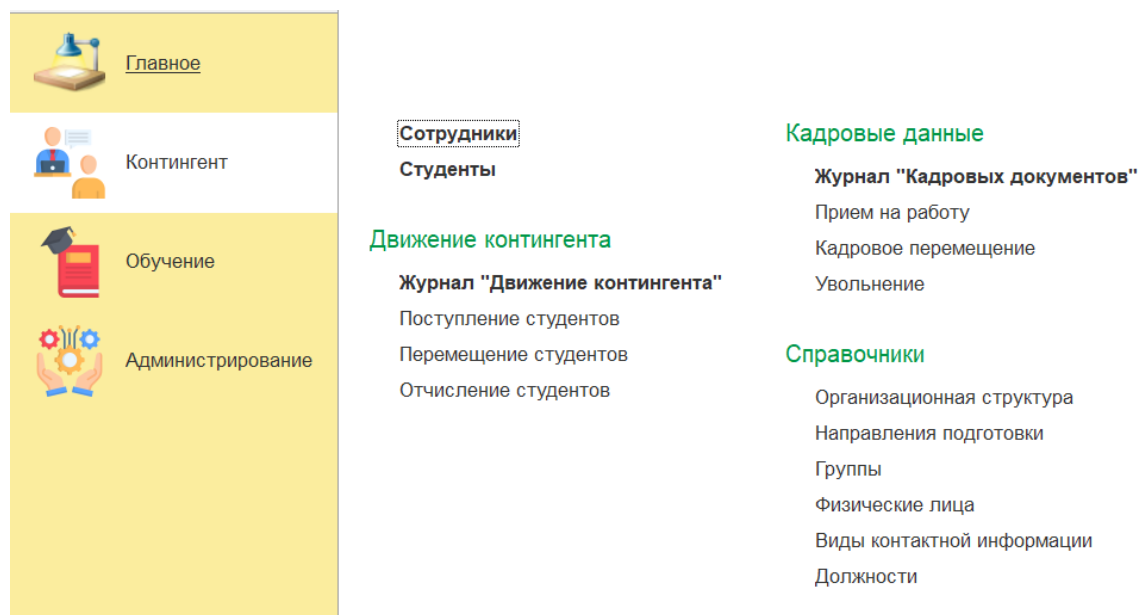 Главное
Контингент
Обучение
Администрирование
Сотрудники
Студенты
Движение контингента
Журнал "Движение контингента"
Поступление студентов
Перемещение студентов
Отчисление студентов
Кадровые данные
Журнал "Кадровых документов"
Прием на работу
Кадровое перемещение
Увольнение
Справочники
Организационная структура
Направления подготовки
Группы
Физические лица
Виды контактной информации
Должности